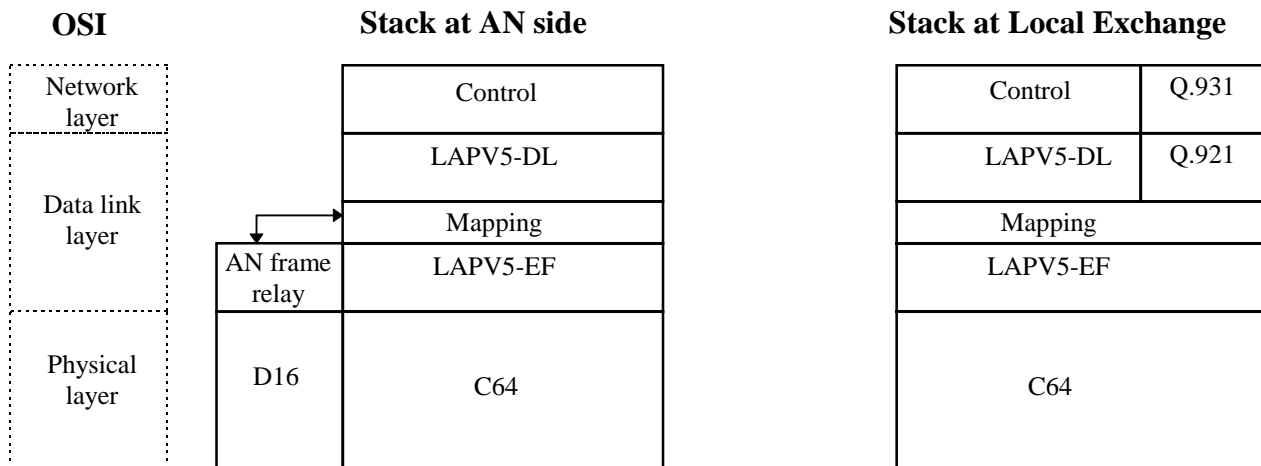 OSI
Stack at AN side
Stack at Local Exchange
Network
layer
Control
Control
Q.931
LAPV5-DL
LAPV5-DL
Q.921
Data link
layer
Mapping
Mapping
AN frame
relay
LAPV5-EF
LAPV5-EF
Physical
layer
D16
C64
C64